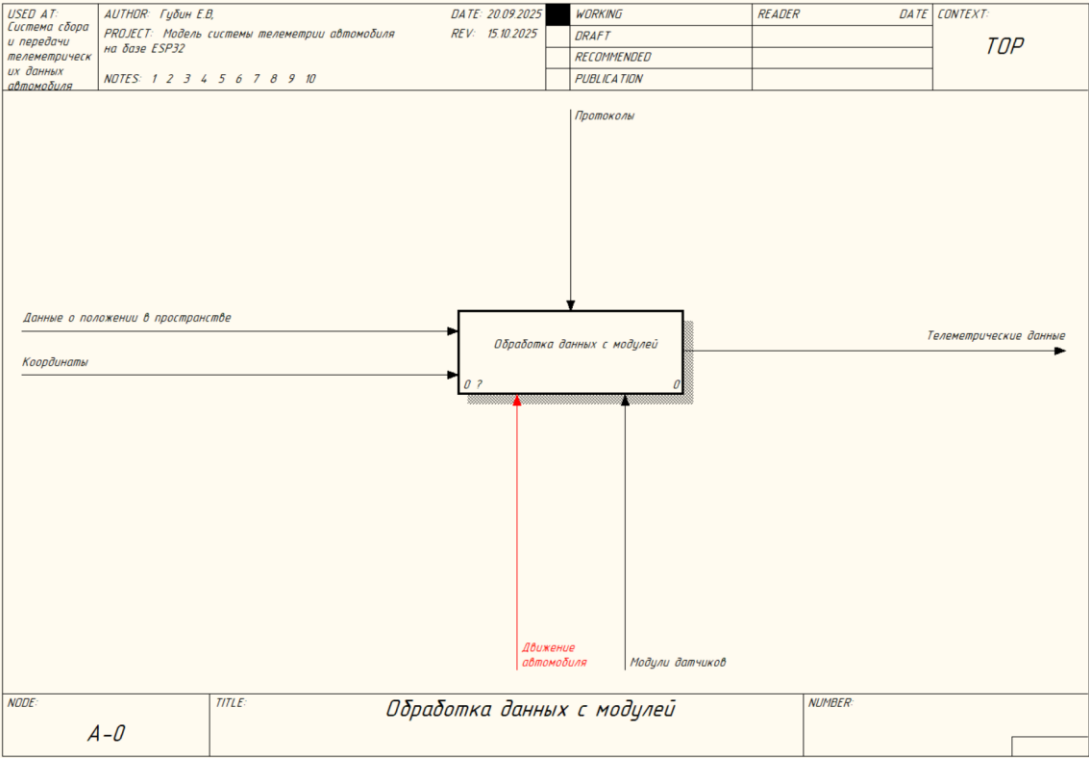 USED AT:
Система сбора
и передачи
телеметрическ
их данных
автомобиля
AUTHOR: Губин Е.В,
DATE: 20.09.2025
PROJECT: Модель системы телеметрии автомобиля
на базе ESP32
REV: 15.10.2025
NOTES: 1 2 3 4 5 6 7 8 9 10
WORKING
DRAFT
RECOMMENDED
PUBLICATION
READER
DATE
CONTEXT:
TOP
Протоколы
Данные о положении в пространстве
Координаты
Обработка данных с модулей
0 ?
0
Телеметрические данные
Движение
автомобиля
Модули датчиков
NODE:
A-0
TITLE:
Обработка данных с модулей
NUMBER: